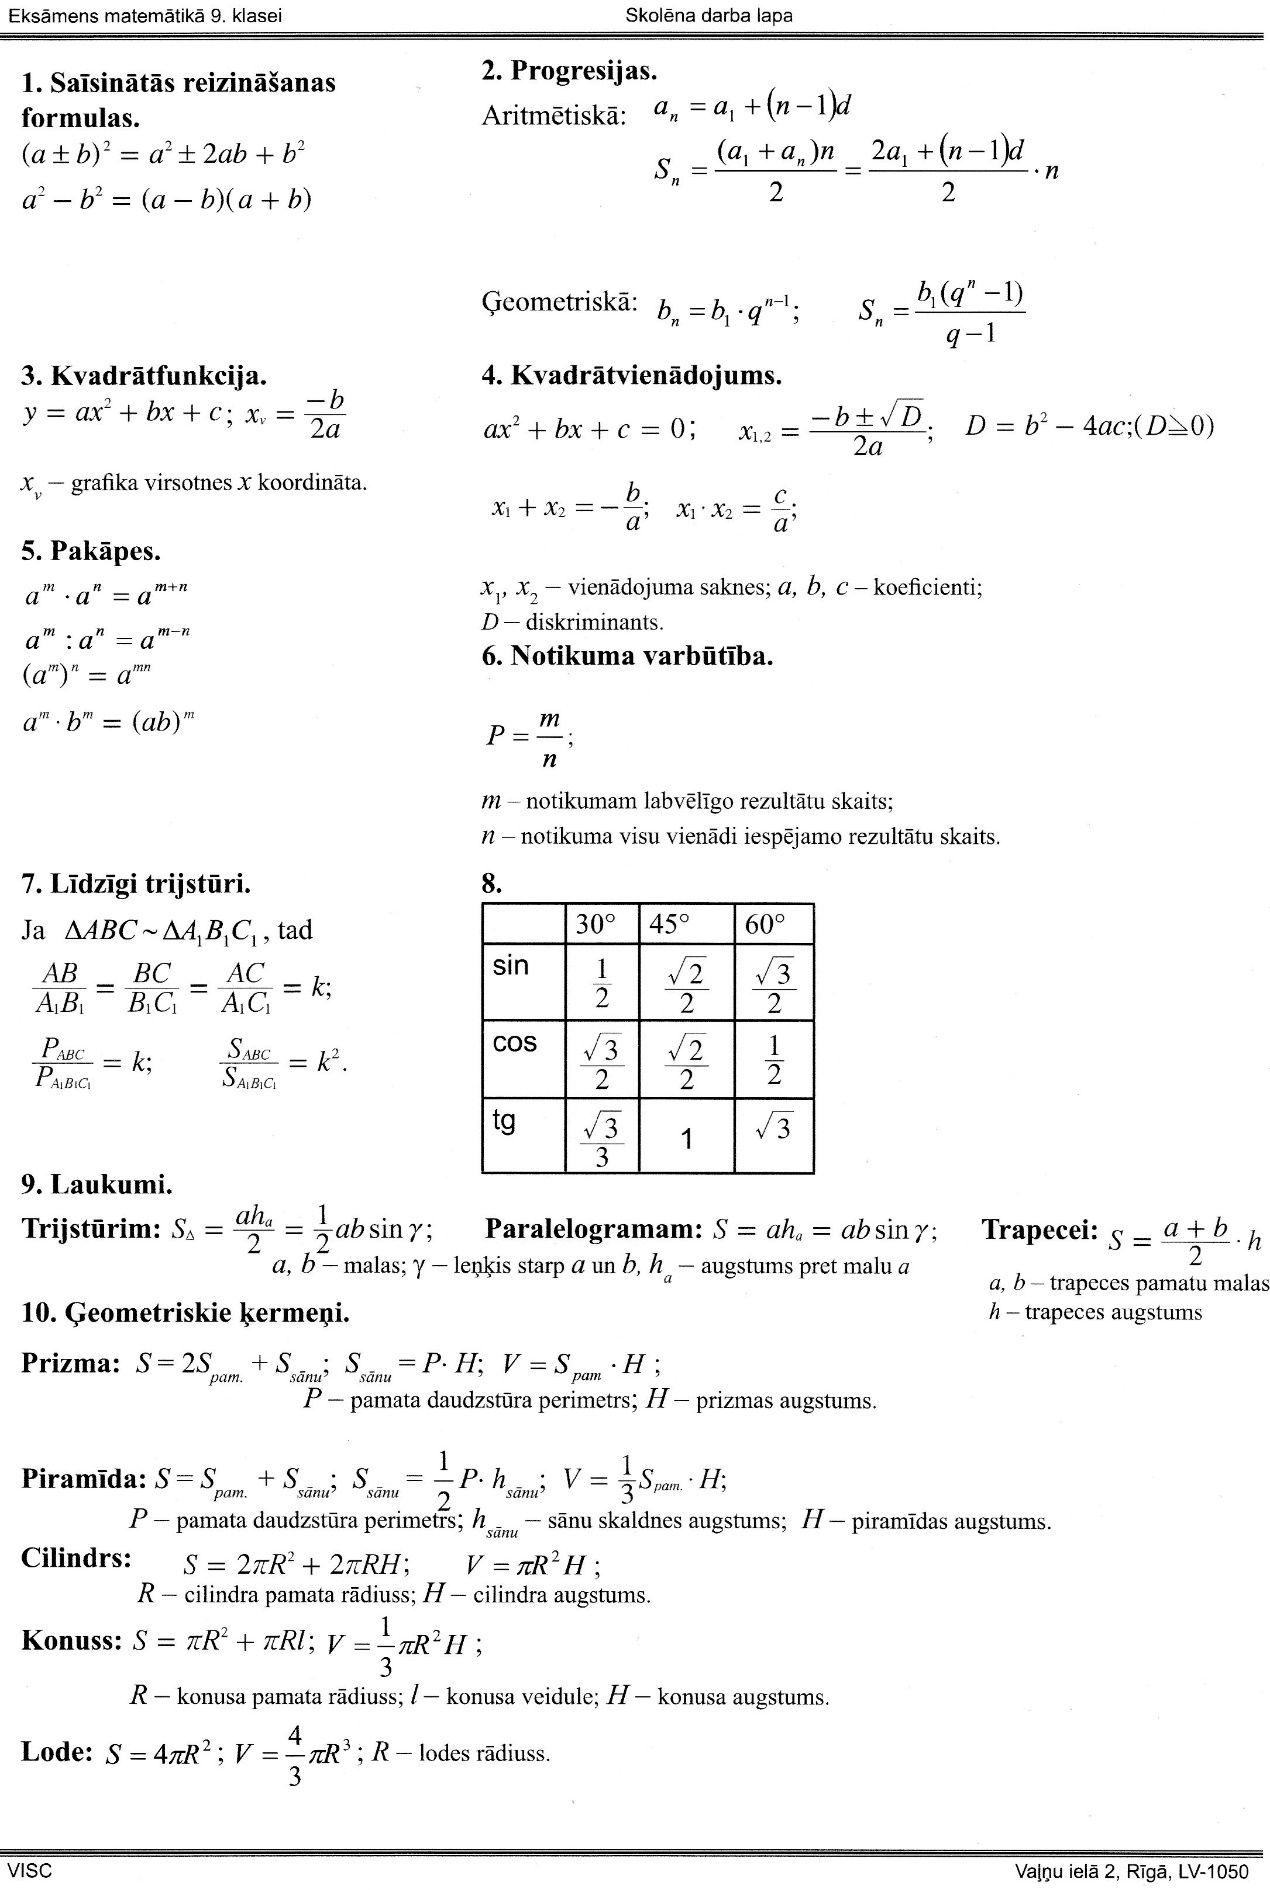 Eksāmens matemātikā 9. klasei Skolēna darba lapa
1. Saīsinātās reizināšanas
formulas.
(a ± b)² = a² ± 2ab + b²
a² − b² = (a − b)(a + b)
2. Progresijas.
Aritmētiskā: aₙ = a₁ + (n − 1)d
Sₙ = (a₁ + aₙ)n / 2 = (2a₁ + (n − 1)d) / 2 · n
Ģeometriskā: bₙ = b₁ · qⁿ⁻¹; Sₙ = b₁(qⁿ − 1) / (q − 1)
3. Kvadrātfunkcija.
y = ax² + bx + c; xᵥ = −b / 2a
xᵥ – grafika virsotnes x koordināta.
4. Kvadrātvienādojums.
ax² + bx + c = 0; x₁,₂ = (−b ± √D) / 2a; D = b² − 4ac; (D ≥ 0)
x₁ + x₂ = −b/a; x₁ · x₂ = c/a;
x₁, x₂ – vienādojuma saknes; a, b, c – koeficienti;
D – diskriminants.
5. Pakāpes.
aᵐ · aⁿ = aᵐ⁺ⁿ
aᵐ : aⁿ = aᵐ⁻ⁿ
(aᵐ)ⁿ = aᵐⁿ
aᵐ · bᵐ = (ab)ᵐ
6. Notikuma varbūtība.
P = m/n;
m – notikumam labvēlīgo rezultātu skaits;
n – notikuma visu vienādi iespējamo rezultātu skaits.
7. Līdzīgi trijstūri.
Ja ΔABC ~ ΔA₁B₁C₁, tad
AB/A₁B₁ = BC/B₁C₁ = AC/A₁C₁ = k;
P_ABC/P_A₁B₁C₁ = k; S_ABC/S_A₁B₁C₁ = k².
8.
30° 45° 60°
sin 1/2 √2/2 √3/2
cos √3/2 √2/2 1/2
tg √3/3 1 √3
9. Laukumi.
Trijstūrim: S_Δ = ahₐ/2 = 1/2 ab sin γ; Paralelogramam: S = ahₐ = ab sin γ; Trapecei: S = (a + b)/2 · h
a, b – malas; γ – leņķis starp a un b, hₐ – augstums pret malu a
a, b – trapeces pamatu malas
h – trapeces augstums
10. Ģeometriskie ķermeņi.
Prizma: S = 2S_pam. + S_sānu; S_sānu = P · H; V = S_pam · H ;
P – pamata daudzstūra perimetrs; H – prizmas augstums.
Piramīda: S = S_pam. + S_sānu; S_sānu = 1/2 P · h_sānu; V = 1/3 S_pam. · H;
P – pamata daudzstūra perimetrs; h_sānu – sānu skaldnes augstums; H – piramīdas augstums.
Cilindrs: S = 2πR² + 2πRH; V = πR²H ;
R – cilindra pamata rādiuss; H – cilindra augstums.
Konuss: S = πR² + πRl; V = 1/3 πR²H ;
R – konusa pamata rādiuss; l – konusa veidule; H – konusa augstums.
Lode: S = 4πR² ; V = 4/3 πR³ ; R – lodes rādiuss.
VISC Vaļņu ielā 2, Rīgā, LV-1050